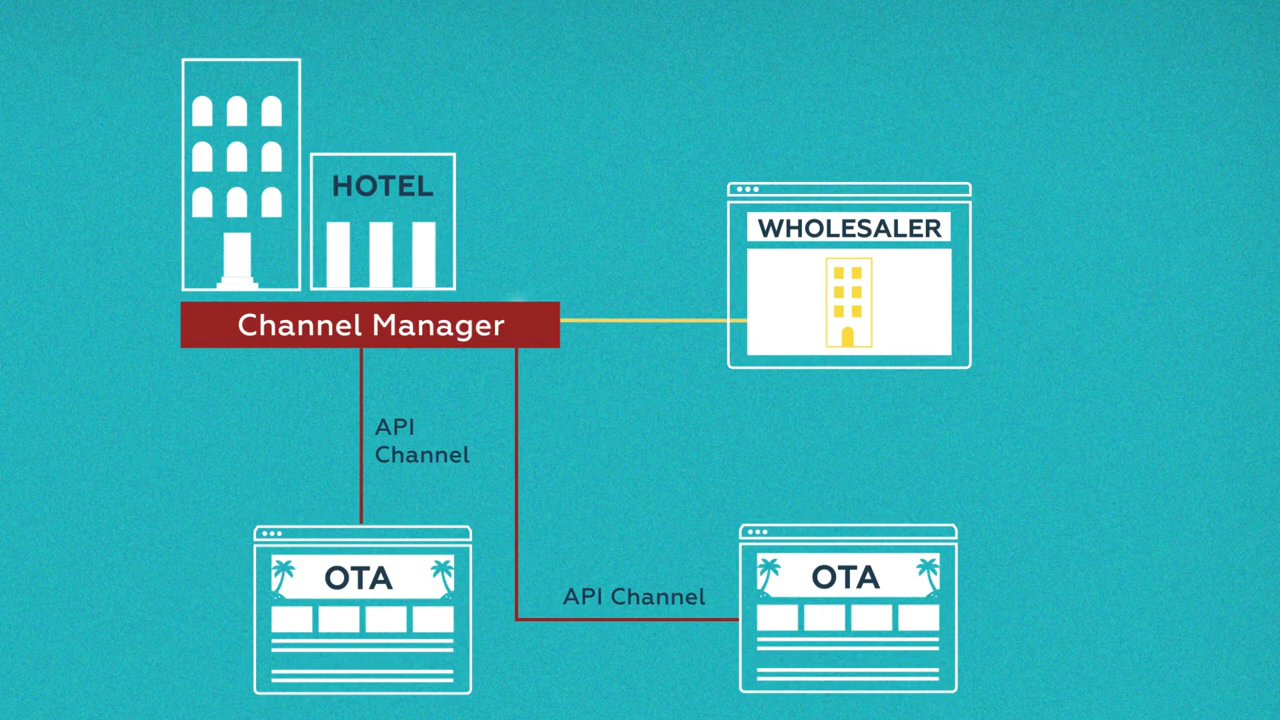 HOTEL
WHOLESALER
Channel Manager
API
Channel
OTA
API Channel
OTA